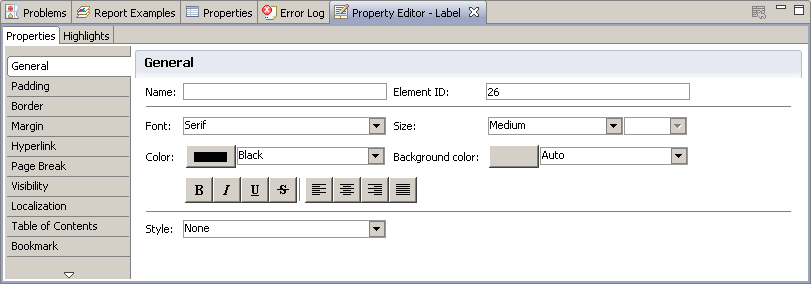 Problems Report Examples Properties Error Log Property Editor - Label
Properties Highlights
General
Padding
Border
Margin
Hyperlink
Page Break
Visibility
Localization
Table of Contents
Bookmark
General
Name: Element ID: 26
Font: Serif Size: Medium
Color: Black Background color: Auto
B I U S
Style: None